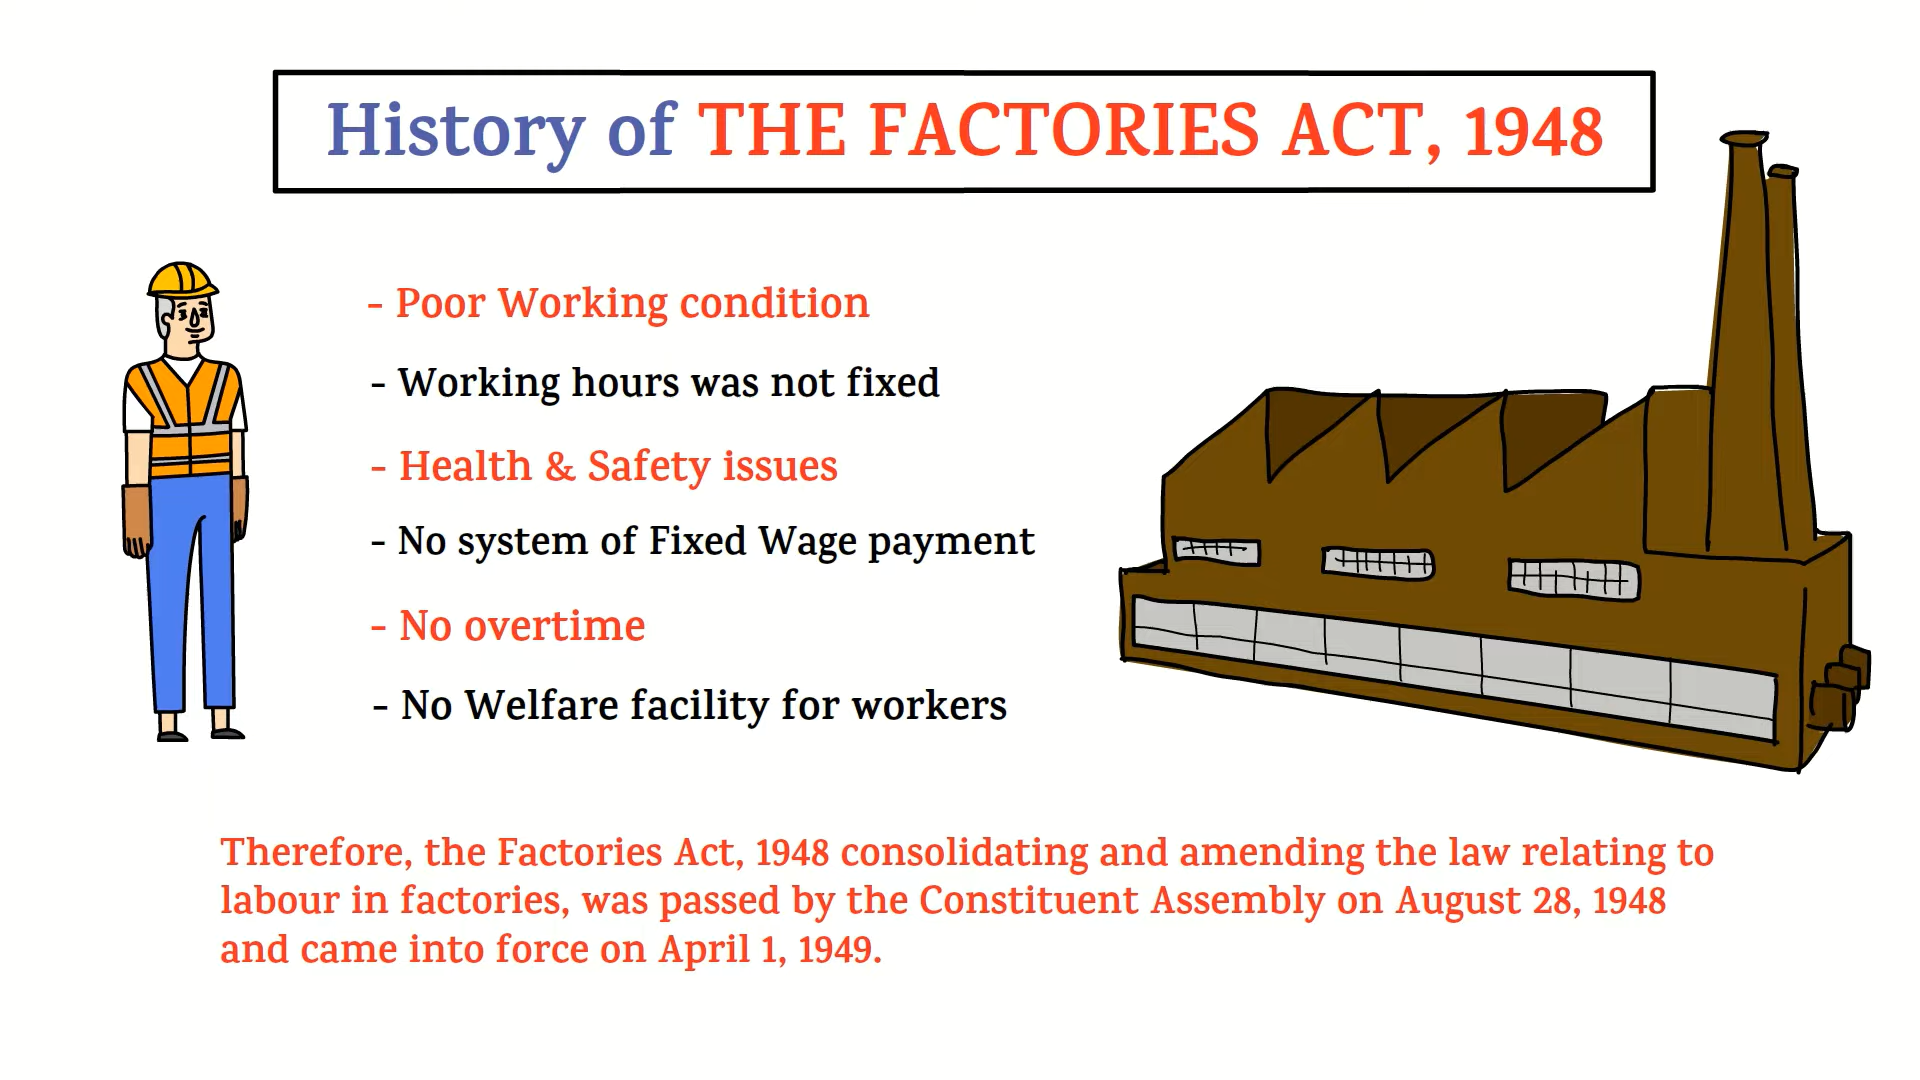 History of THE FACTORIES ACT, 1948
- Poor Working condition
- Working hours was not fixed
- Health & Safety issues
- No system of Fixed Wage payment
- No overtime
- No Welfare facility for workers
Therefore, the Factories Act, 1948 consolidating and amending the law relating to
labour in factories, was passed by the Constituent Assembly on August 28, 1948
and came into force on April 1, 1949.